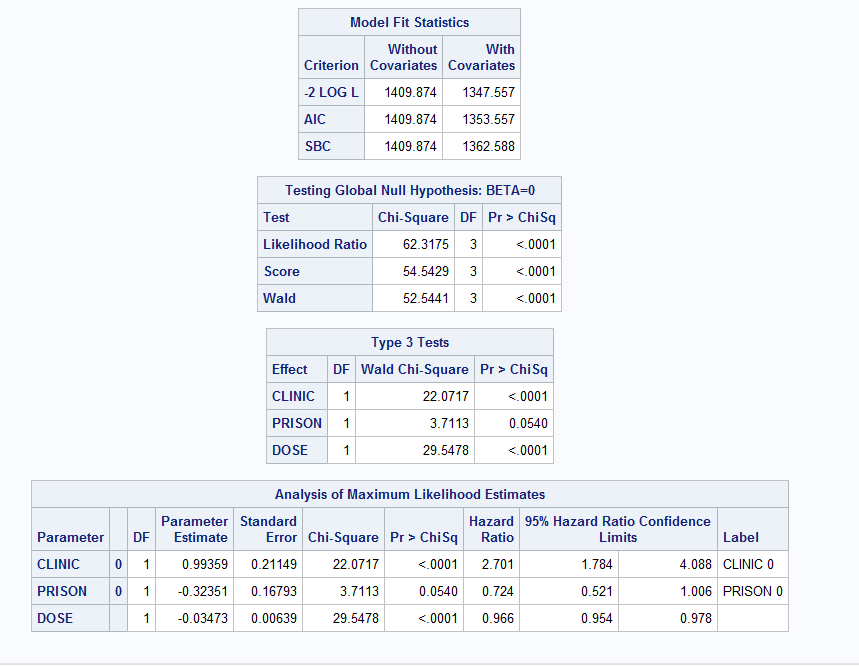 Model Fit Statistics
Criterion Without Covariates With Covariates
-2 LOG L 1409.874 1347.557
AIC 1409.874 1353.557
SBC 1409.874 1362.588
Testing Global Null Hypothesis: BETA=0
Test Chi-Square DF Pr > ChiSq
Likelihood Ratio 62.3175 3 <.0001
Score 54.5429 3 <.0001
Wald 52.5441 3 <.0001
Type 3 Tests
Effect DF Wald Chi-Square Pr > ChiSq
CLINIC 1 22.0717 <.0001
PRISON 1 3.7113 0.0540
DOSE 1 29.5478 <.0001
Analysis of Maximum Likelihood Estimates
Parameter DF Parameter Estimate Standard Error Chi-Square Pr > ChiSq Hazard Ratio 95% Hazard Ratio Confidence Limits Label
CLINIC 0 1 0.99359 0.21149 22.0717 <.0001 2.701 1.784 4.088 CLINIC 0
PRISON 0 1 -0.32351 0.16793 3.7113 0.0540 0.724 0.521 1.006 PRISON 0
DOSE 1 -0.03473 0.00639 29.5478 <.0001 0.966 0.954 0.978